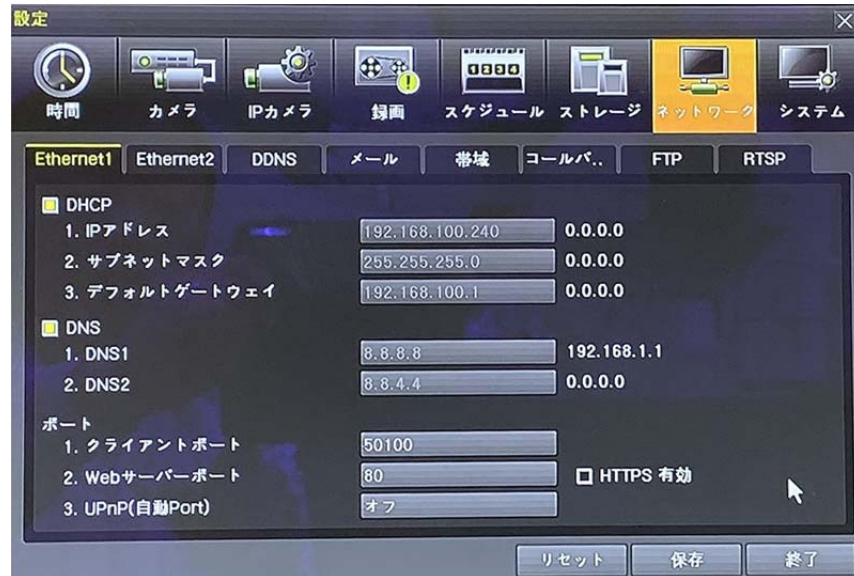 設定
時間 カメラ IPカメラ 録画 スケジュール ストレージ ネットワーク システム
Ethernet1 Ethernet2 DDNS メール 帯域 コールバ.. FTP RTSP
DHCP
1. IPアドレス 192.168.100.240 0.0.0.0
2. サブネットマスク 255.255.255.0 0.0.0.0
3. デフォルトゲートウェイ 192.168.100.1 0.0.0.0
DNS
1. DNS1 8.8.8.8 192.168.1.1
2. DNS2 8.8.4.4 0.0.0.0
ポート
1. クライアントポート 50100
2. Webサーバーポート 80 HTTPS 有効
3. UPnP(自動Port) オフ
リセット 保存 終了